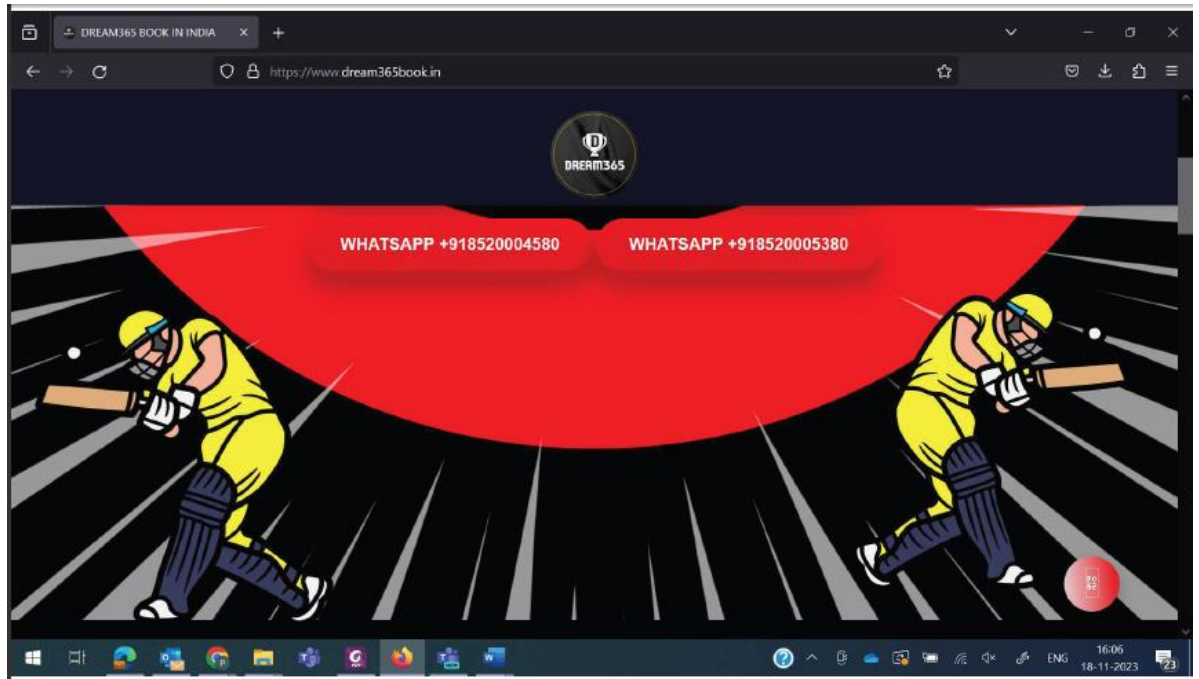 DREAM365 BOOK IN INDIA
https://www.dream365book.in
D
DREAM365
WHATSAPP +918520004580 WHATSAPP +918520005380
ENG
16:06
18-11-2023
23